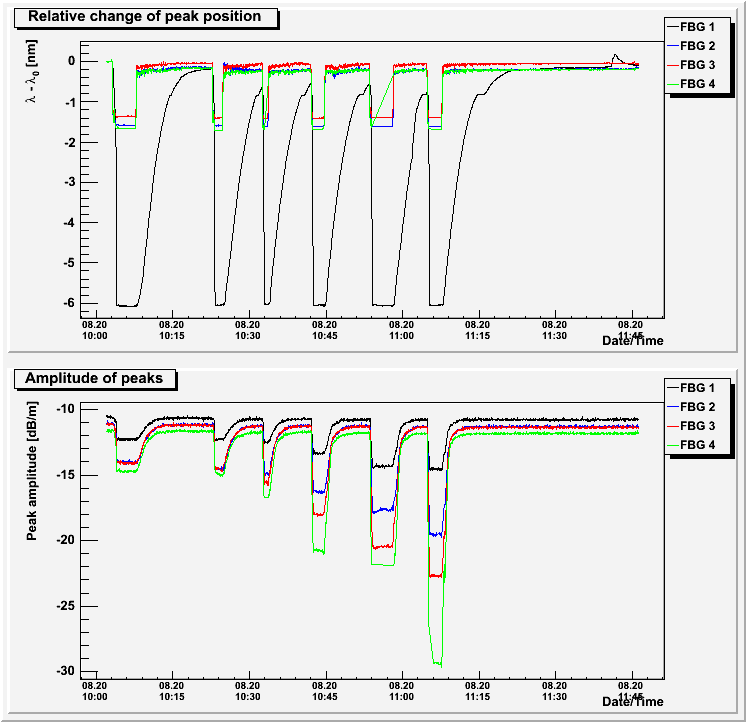 Relative change of peak position
FBG 1
FBG 2
FBG 3
FBG 4
λ - λ0 [nm]
0
-1
-2
-3
-4
-5
-6
08.20 08.20 08.20 08.20 08.20 08.20 08.20 08.20
10:00 10:15 10:30 10:45 11:00 11:15 11:30 11:45
Date/Time
Amplitude of peaks
FBG 1
FBG 2
FBG 3
FBG 4
Peak amplitude [dB/m]
-10
-15
-20
-25
-30
08.20 08.20 08.20 08.20 08.20 08.20 08.20 08.20
10:00 10:15 10:30 10:45 11:00 11:15 11:30 11:45
Date/Time